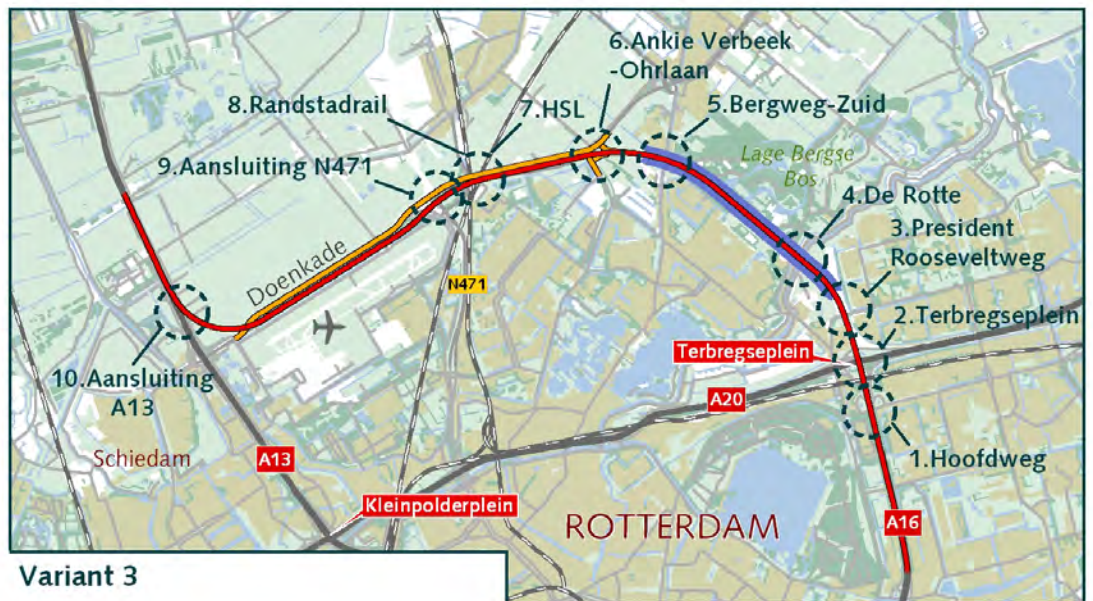 6.Ankie Verbeek
-Ohrlaan
8.Randstadrail
7.HSL
5.Bergweg-Zuid
9.Aansluiting N471
Lage Bergse
Bos
4.De Rotte
3.President
Rooseveltweg
Doenkade
N471
2.Terbregseplein
Terbregseplein
10.Aansluiting
A13
A20
Schiedam
A13
1.Hoofdweg
Kleinpolderplein
ROTTERDAM
A16
Variant 3